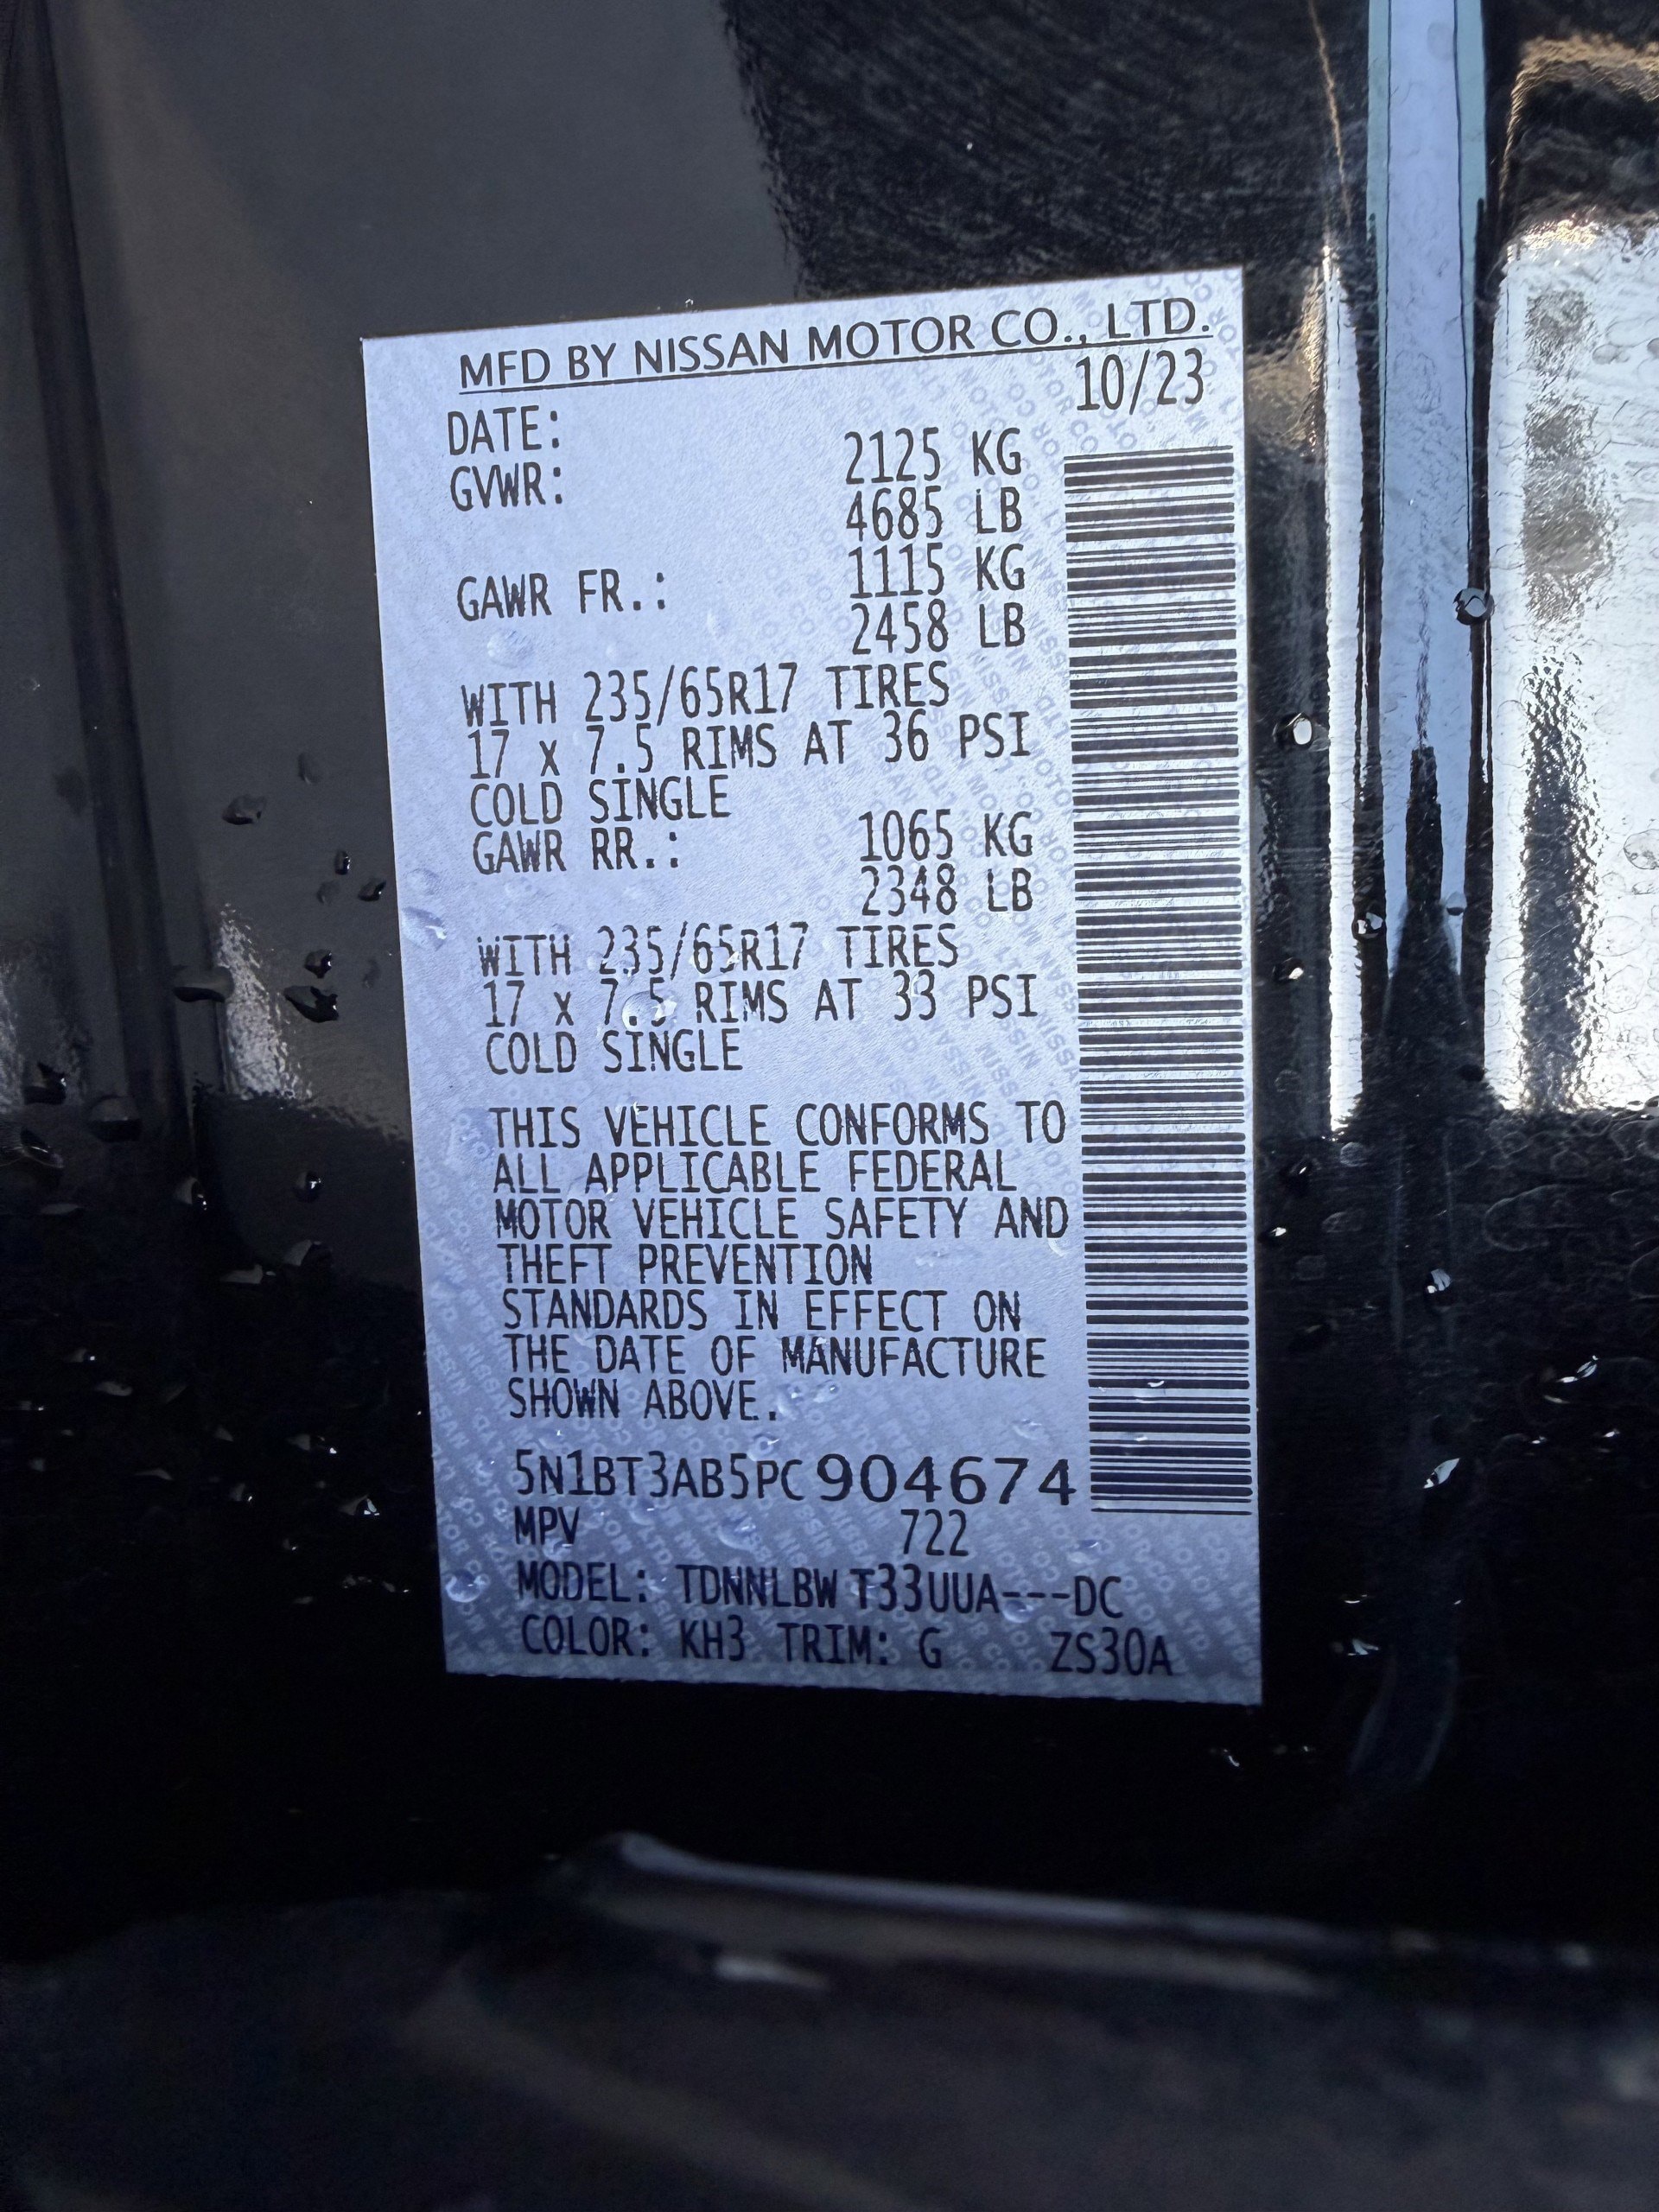 MFD BY NISSAN MOTOR CO., LTD.
DATE: 10/23
GVWR: 2125 KG
4685 LB
GAWR FR.: 1115 KG
2458 LB
WITH 235/65R17 TIRES
17 x 7.5 RIMS AT 36 PSI
COLD SINGLE
GAWR RR.: 1065 KG
2348 LB
WITH 235/65R17 TIRES
17 x 7.5 RIMS AT 33 PSI
COLD SINGLE
THIS VEHICLE CONFORMS TO
ALL APPLICABLE FEDERAL
MOTOR VEHICLE SAFETY AND
THEFT PREVENTION
STANDARDS IN EFFECT ON
THE DATE OF MANUFACTURE
SHOWN ABOVE.
5N1BT3AB5PC904674
MPV 722
MODEL: TDNNLBW T33UUA---DC
COLOR: KH3 TRIM: G ZS30A